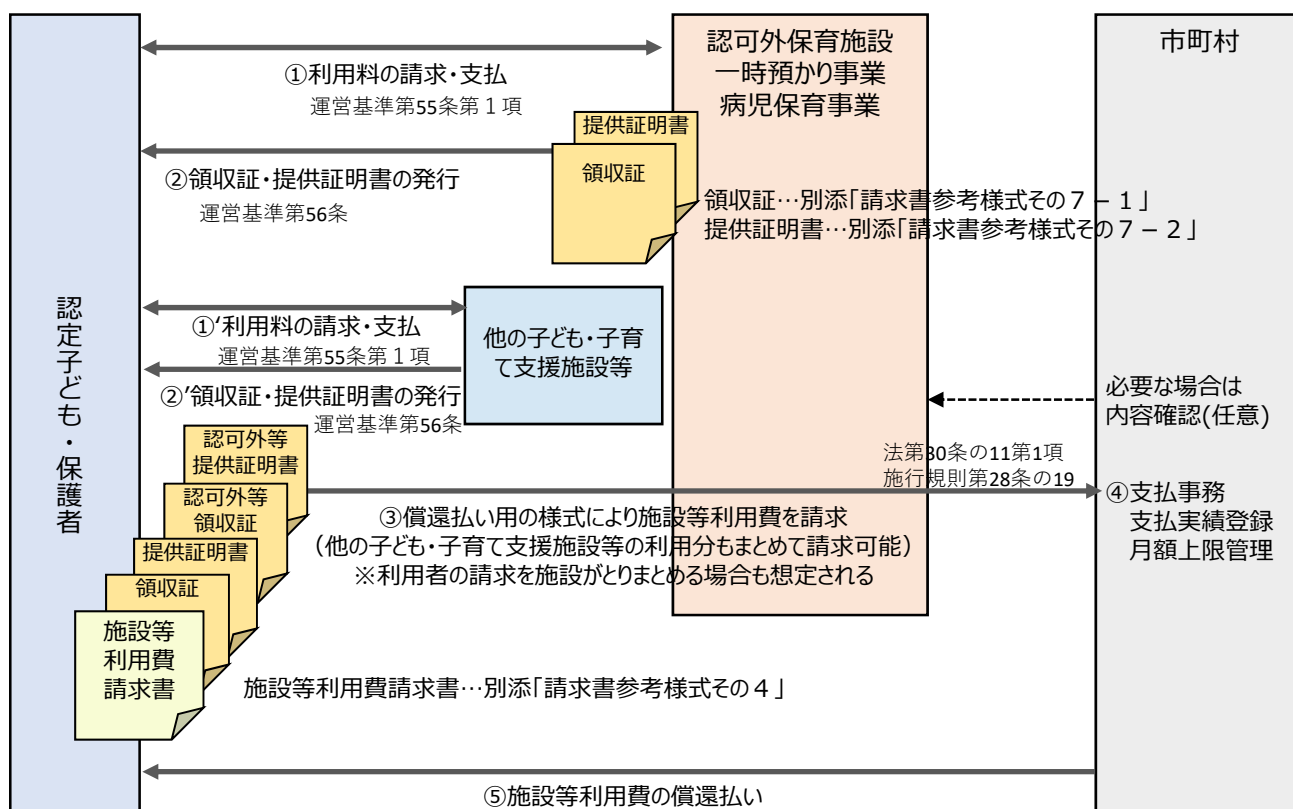 認可外保育施設
一時預かり事業
病児保育事業
市町村
①利用料の請求・支払
運営基準第55条第１項
提供証明書
領収証
②領収証・提供証明書の発行
運営基準第56条
領収証…別添「請求書参考様式その７－１」
提供証明書…別添「請求書参考様式その７－２」
認定子ども・保護者
①‘利用料の請求・支払
運営基準第55条第１項
他の子ども・子育
て支援施設等
②’領収証・提供証明書の発行
運営基準第56条
必要な場合は
内容確認(任意)
認可外等
提供証明書
認可外等
領収証
提供証明書
領収証
施設等
利用費
請求書
法第30条の11第1項
施行規則第28条の19
③償還払い用の様式により施設等利用費を請求
（他の子ども・子育て支援施設等の利用分もまとめて請求可能）
※利用者の請求を施設がとりまとめる場合も想定される
④支払事務
支払実績登録
月額上限管理
施設等利用費請求書…別添「請求書参考様式その４」
⑤施設等利用費の償還払い